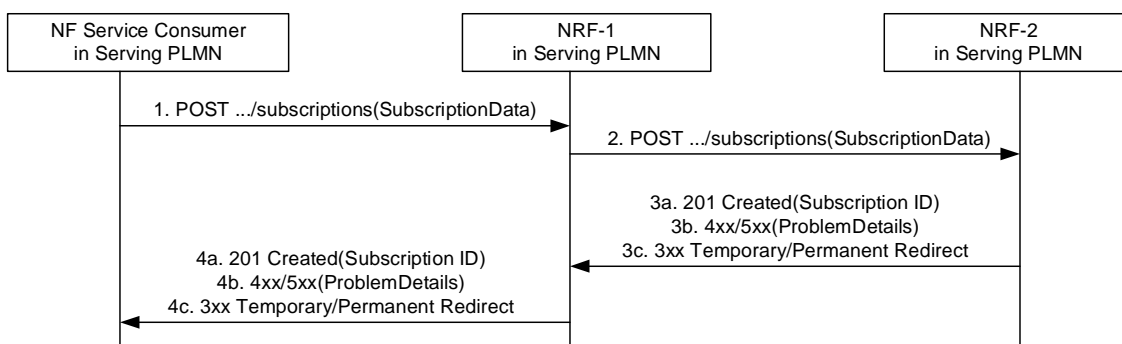 NF Service Consumer
in Serving PLMN
NRF-1
in Serving PLMN
NRF-2
in Serving PLMN
1. POST .../subscriptions(SubscriptionData)
2. POST .../subscriptions(SubscriptionData)
3a. 201 Created(Subscription ID)
3b. 4xx/5xx(ProblemDetails)
3c. 3xx Temporary/Permanent Redirect
4a. 201 Created(Subscription ID)
4b. 4xx/5xx(ProblemDetails)
4c. 3xx Temporary/Permanent Redirect